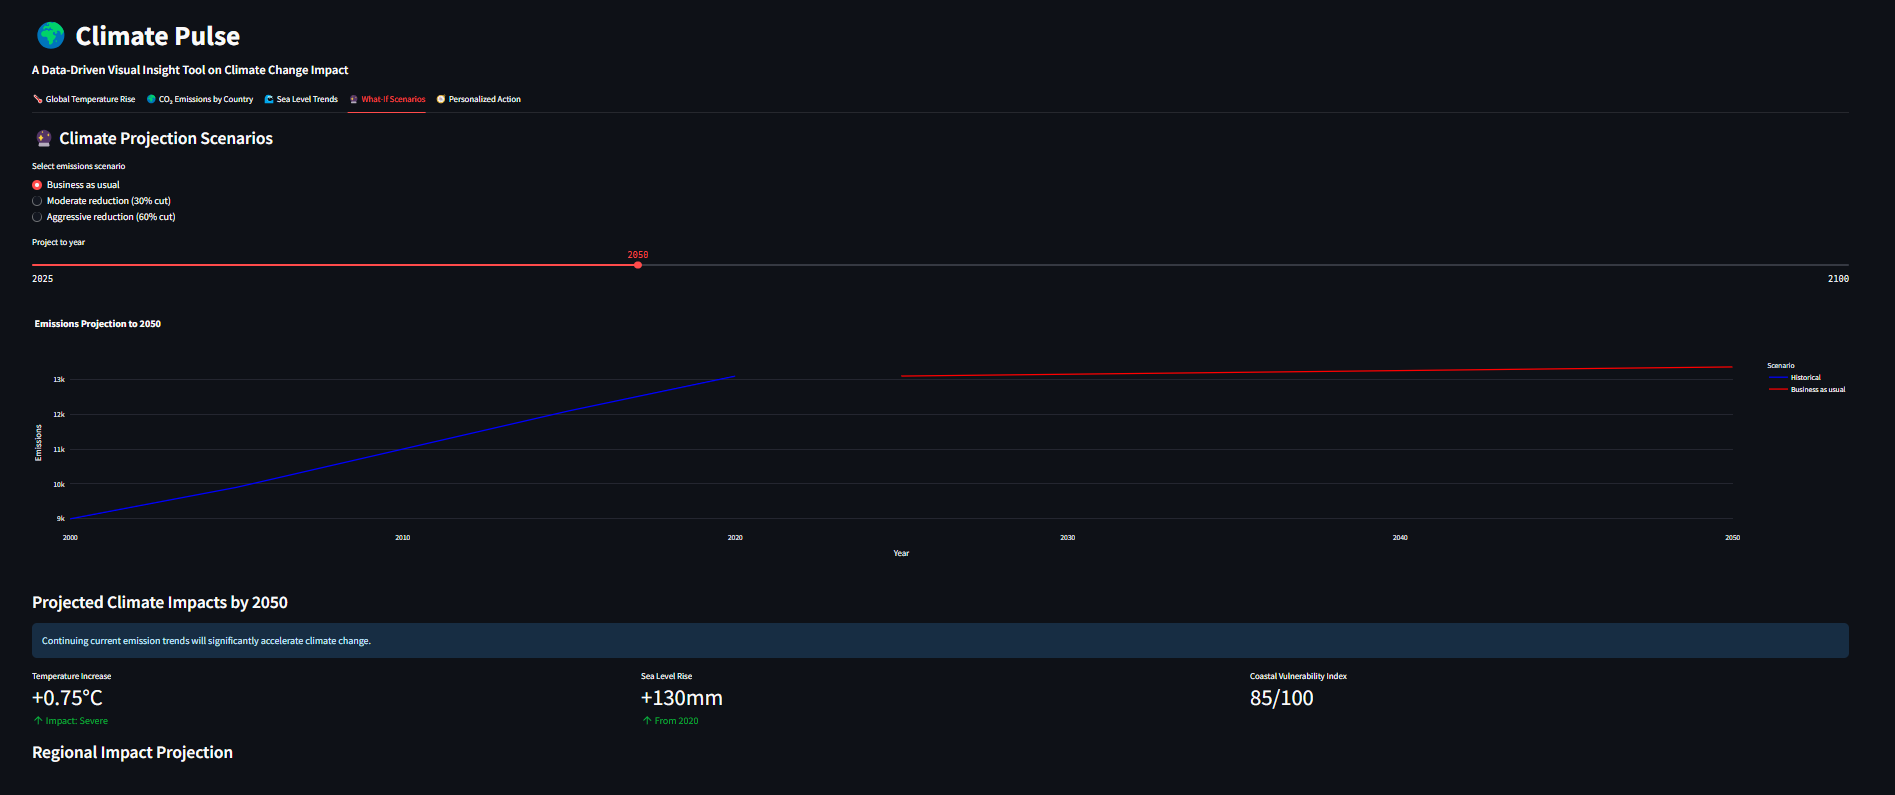 Climate Pulse
A Data-Driven Visual Insight Tool on Climate Change Impact
Global Temperature Rise CO₂ Emissions by Country Sea Level Trends What-If Scenarios Personalized Action
Climate Projection Scenarios
Select emissions scenario
Business as usual
Moderate reduction (30% cut)
Aggressive reduction (60% cut)
Project to year
2050
2025 2100
Emissions Projection to 2050
Scenario
Historical
Business as usual
Emissions
13k
12k
11k
10k
9k
2000 2010 2020 2030 2040 2050
Year
Projected Climate Impacts by 2050
Continuing current emission trends will significantly accelerate climate change.
Temperature Increase Sea Level Rise Coastal Vulnerability Index
+0.75°C +130mm 85/100
↑ Impact: Severe ↑ From 2020
Regional Impact Projection